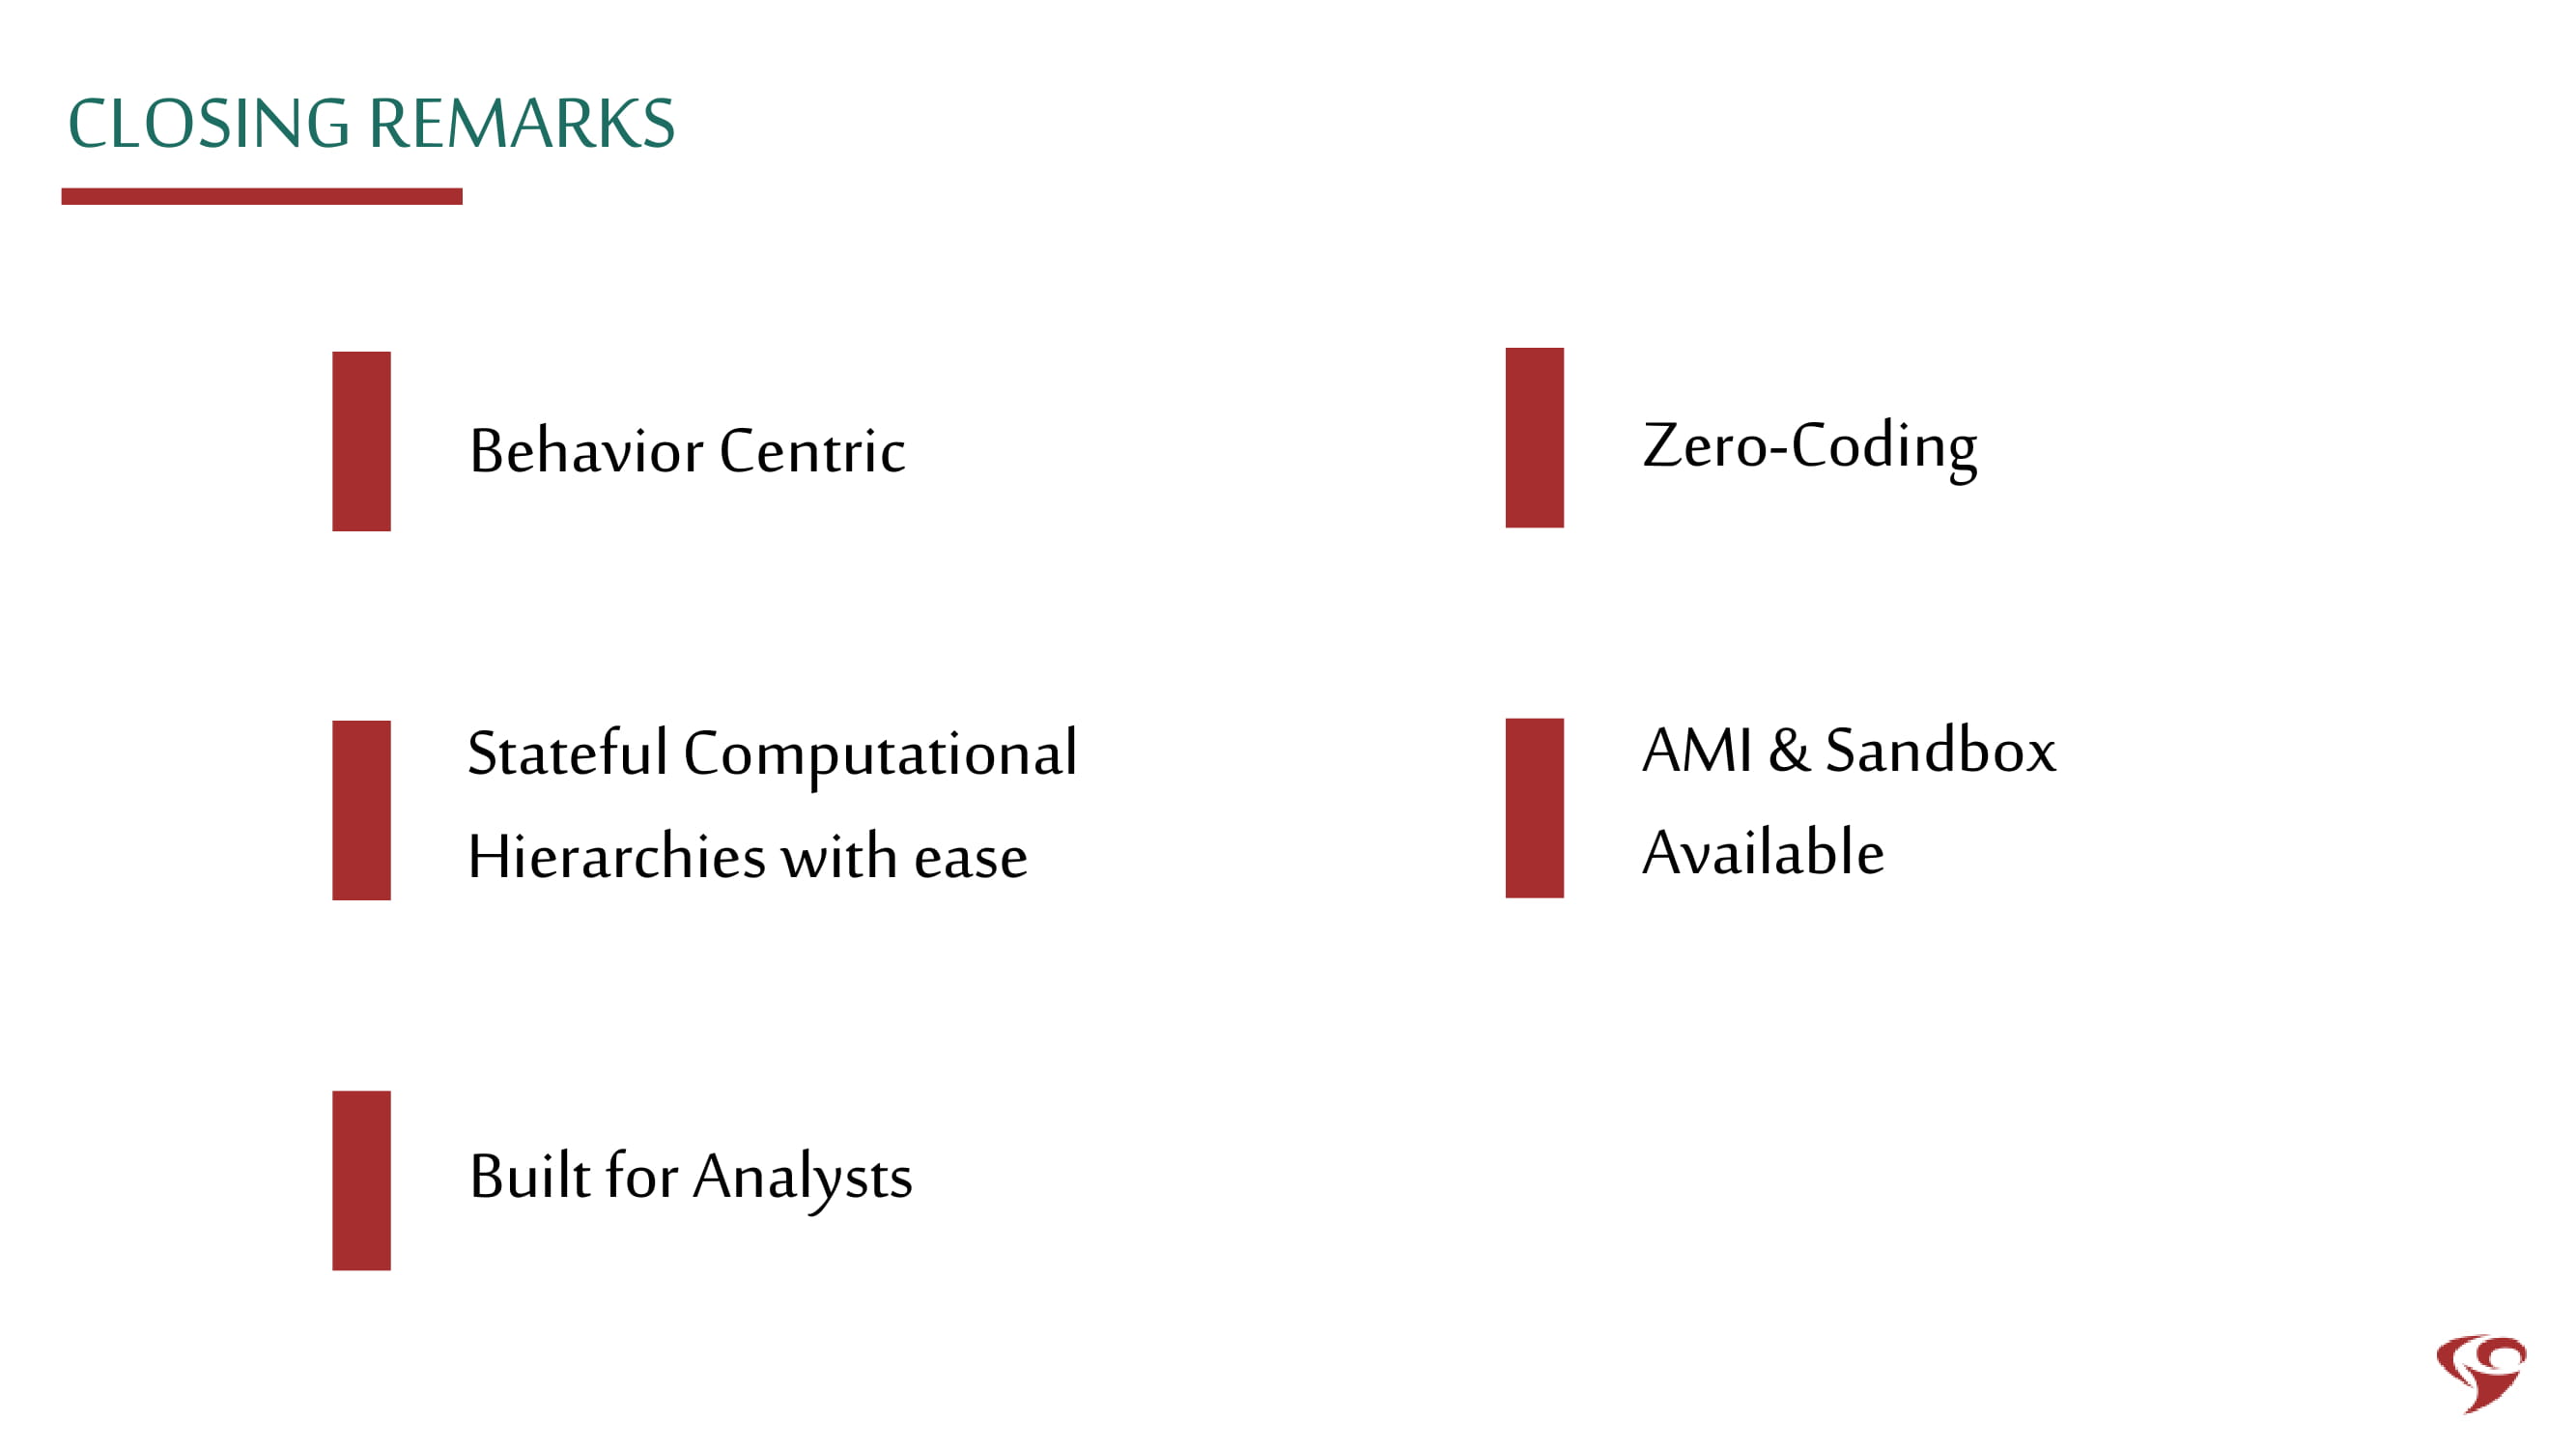 CLOSING REMARKS
Behavior Centric
Stateful Computational
Hierarchies with ease
Built for Analysts
Zero-Coding
AMI & Sandbox
Available